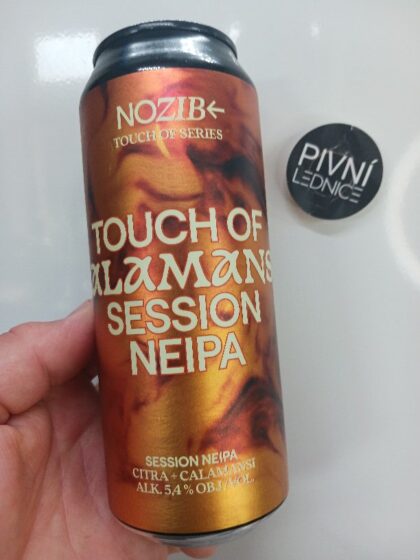 NOZIB←
TOUCH OF SERIES
TOUCH OF
ALAMANS
SESSION
NEIPA
SESSION NEIPA
CITRA + CALAMANSI
ALK. 5,4 % OBJ./VOL.
PIVNÍ
LEDNICE